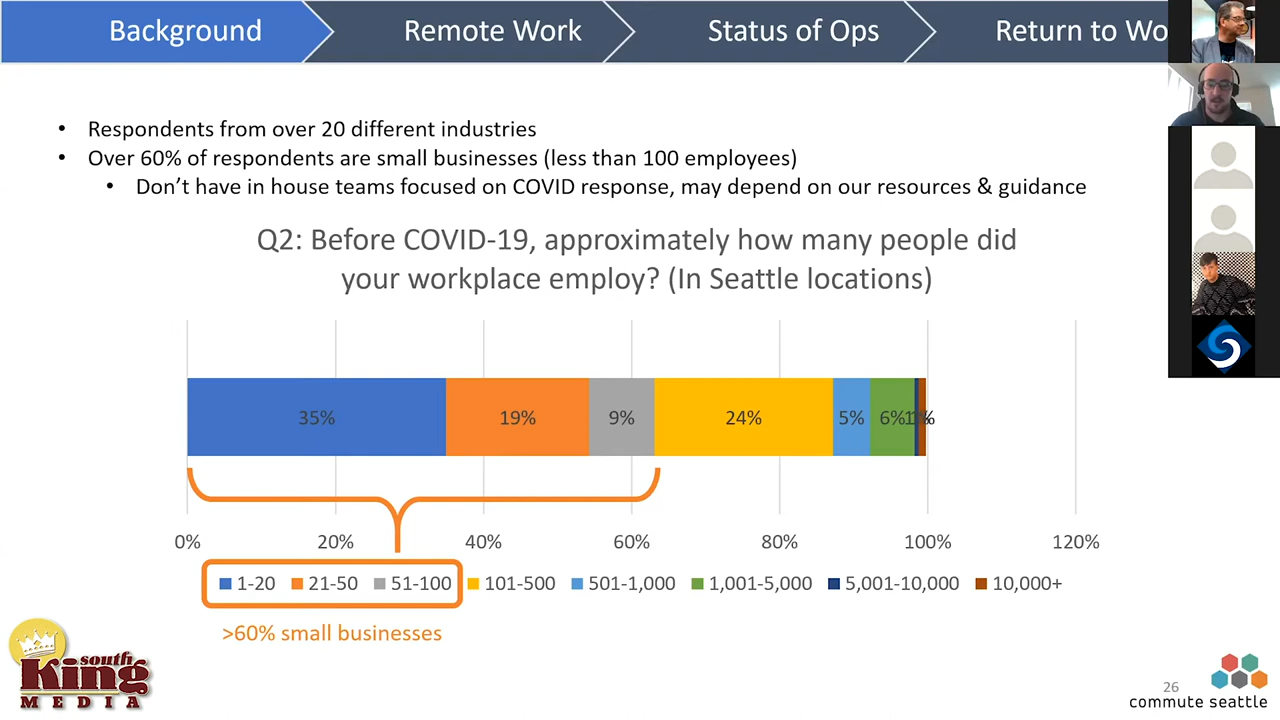 Background
Remote Work
Status of Ops
Return to Wo
• Respondents from over 20 different industries
• Over 60% of respondents are small businesses (less than 100 employees)
• Don't have in house teams focused on COVID response, may depend on our resources & guidance
Q2: Before COVID-19, approximately how many people did
your workplace employ? (In Seattle locations)
35% 19% 9% 24% 5% 6%
0% 20% 40% 60% 80% 100% 120%
1-20 21-50 51-100 101-500 501-1,000 1,001-5,000 5,001-10,000 10,000+
>60% small businesses
south
King
MEDIA
26
commute seattle